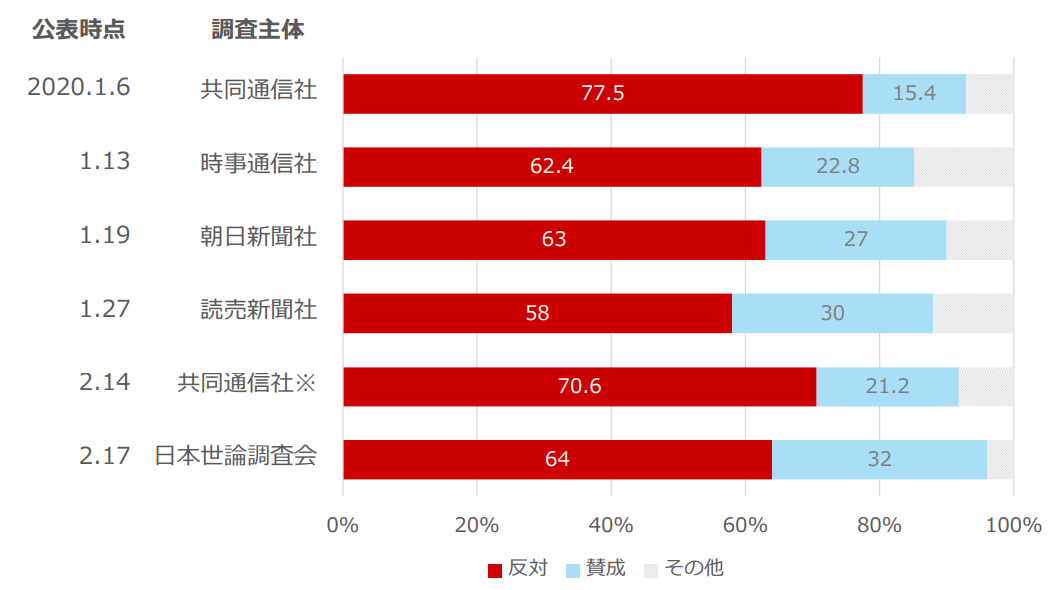 公表時点 調査主体
2020.1.6 共同通信社 77.5 15.4
1.13 時事通信社 62.4 22.8
1.19 朝日新聞社 63 27
1.27 読売新聞社 58 30
2.14 共同通信社※ 70.6 21.2
2.17 日本世論調査会 64 32
0% 20% 40% 60% 80% 100%
反対 賛成 その他